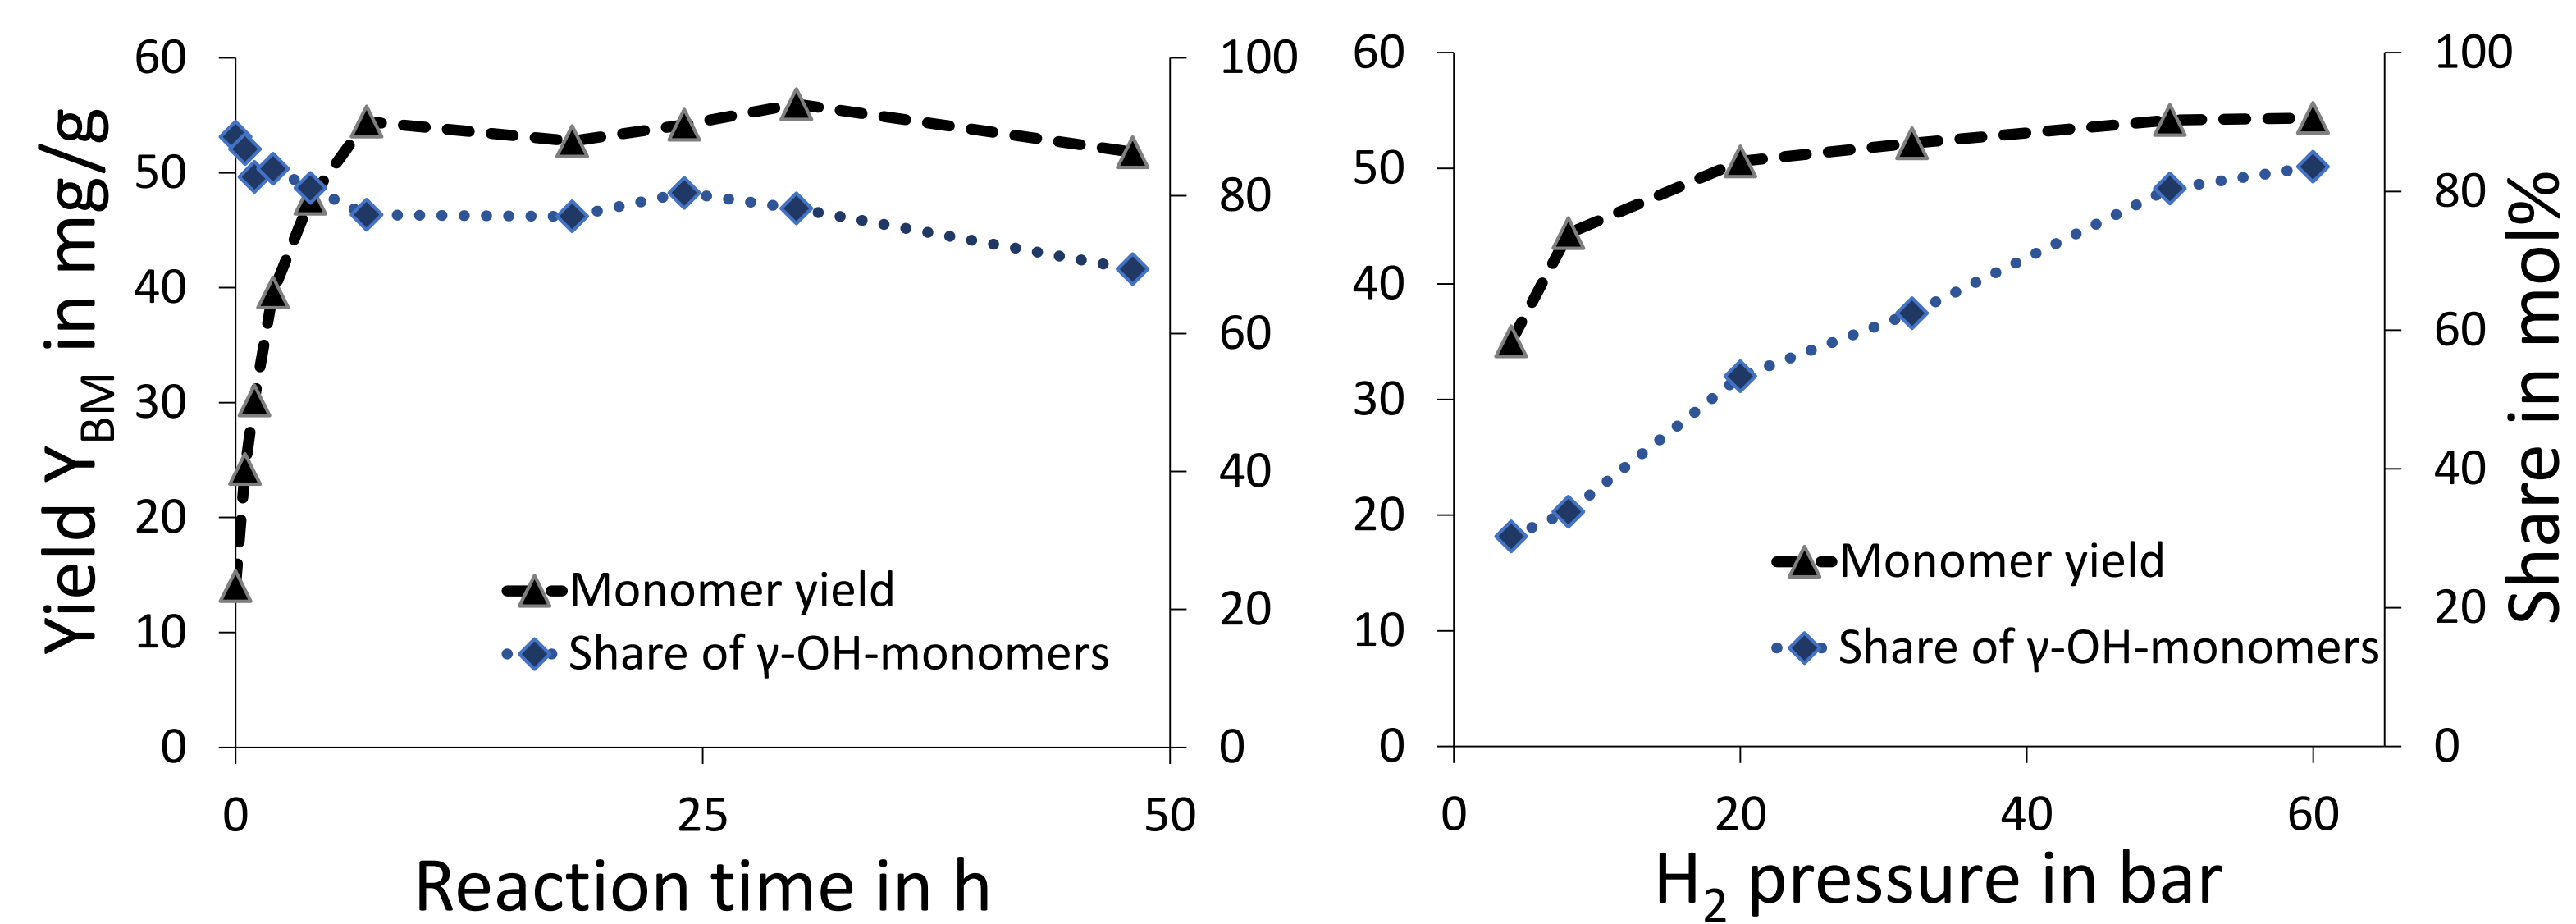 Yield Y_BM in mg/g
60
50
40
30
20
10
0
100
80
60
40
20
0
Monomer yield
Share of γ-OH-monomers
0 25 50
Reaction time in h
60
50
40
30
20
10
0
100
80
60
40
20
0
Share in mol%
Monomer yield
Share of γ-OH-monomers
0 20 40 60
H₂ pressure in bar